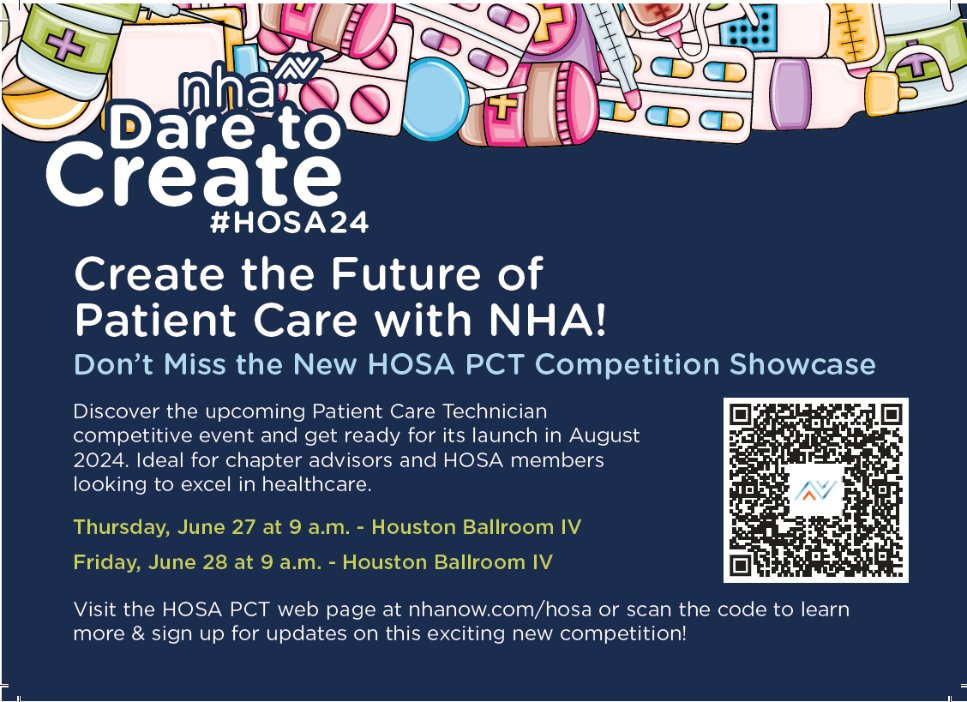 nha
Dare to
Create
#HOSA24
Create the Future of
Patient Care with NHA!
Don't Miss the New HOSA PCT Competition Showcase
Discover the upcoming Patient Care Technician
competitive event and get ready for its launch in August
2024. Ideal for chapter advisors and HOSA members
looking to excel in healthcare.
Thursday, June 27 at 9 a.m. - Houston Ballroom IV
Friday, June 28 at 9 a.m. - Houston Ballroom IV
Visit the HOSA PCT web page at nhanow.com/hosa or scan the code to learn
more & sign up for updates on this exciting new competition!